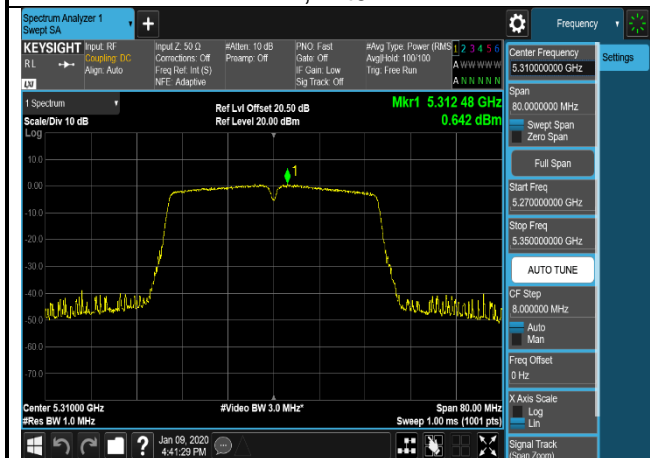 Spectrum Analyzer 1
Swept SA
+
Frequency
KEYSIGHT
RL
LXI
Input: RF
Coupling: DC
Align: Auto
Input Z: 50 Ω
Corrections: Off
Freq Ref: Int (S)
NFE: Adaptive
#Atten: 10 dB
Preamp: Off
PNO: Fast
Gate: Off
IF Gain: Low
Sig Track: Off
#Avg Type: Power (RMS
Avg|Hold: 100/100
Trig: Free Run
1 2 3 4 5 6
A W W W W W
A N N N N N
1 Spectrum
Scale/Div 10 dB
Log
Ref Lvl Offset 20.50 dB
Ref Level 20.00 dBm
Mkr1 5.312 48 GHz
0.642 dBm
1
10.0
0.00
-10.0
-20.0
-30.0
-40.0
-50.0
-60.0
-70.0
Center 5.31000 GHz
#Res BW 1.0 MHz
#Video BW 3.0 MHz*
Span 80.00 MHz
Sweep 1.00 ms (1001 pts)
Jan 09, 2020
4:41:29 PM
?
Settings
Center Frequency
5.310000000 GHz
Span
80.0000000 MHz
Swept Span
Zero Span
Full Span
Start Freq
5.270000000 GHz
Stop Freq
5.350000000 GHz
AUTO TUNE
CF Step
8.000000 MHz
Auto
Man
Freq Offset
0 Hz
X Axis Scale
Log
Lin
Signal Track
(Span Zoom)